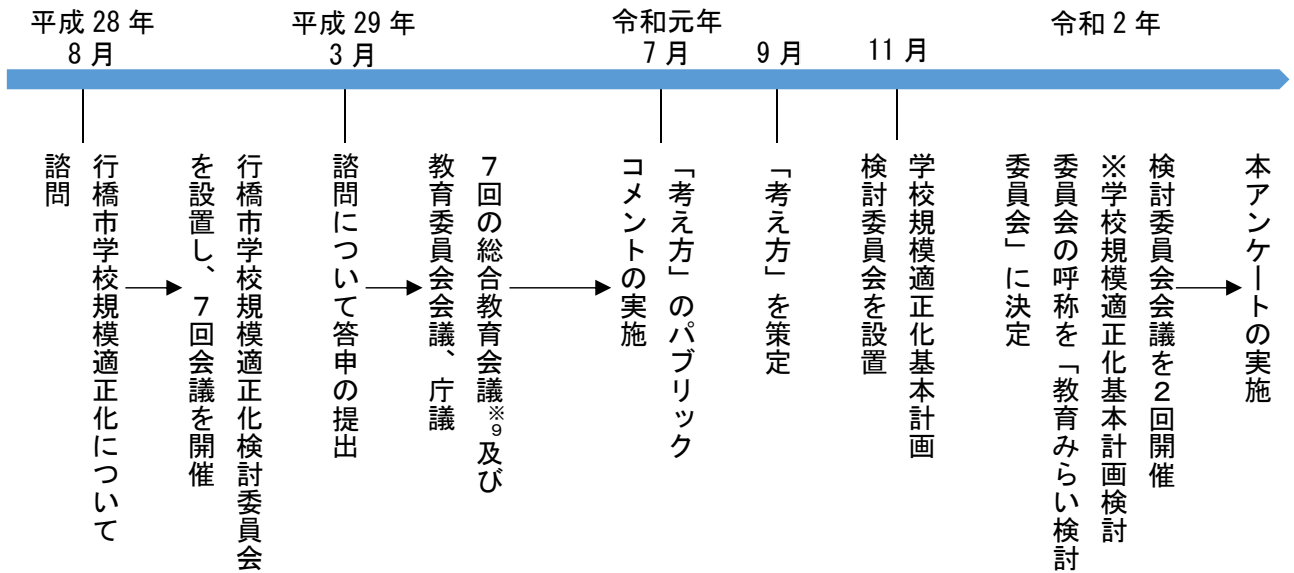 平成28年
8月
平成29年
3月
令和元年
7月
9月
11月
令和2年
行橋市学校規模適正化について
諮問
行橋市学校規模適正化検討委員会
を設置し、7回会議を開催
諮問について答申の提出
7回の総合教育会議※9及び
教育委員会会議、庁議
「考え方」のパブリック
コメントの実施
「考え方」を策定
学校規模適正化基本計画
検討委員会を設置
検討委員会会議を2回開催
※学校規模適正化基本計画検討
委員会の呼称を「教育みらい検討
委員会」に決定
本アンケートの実施